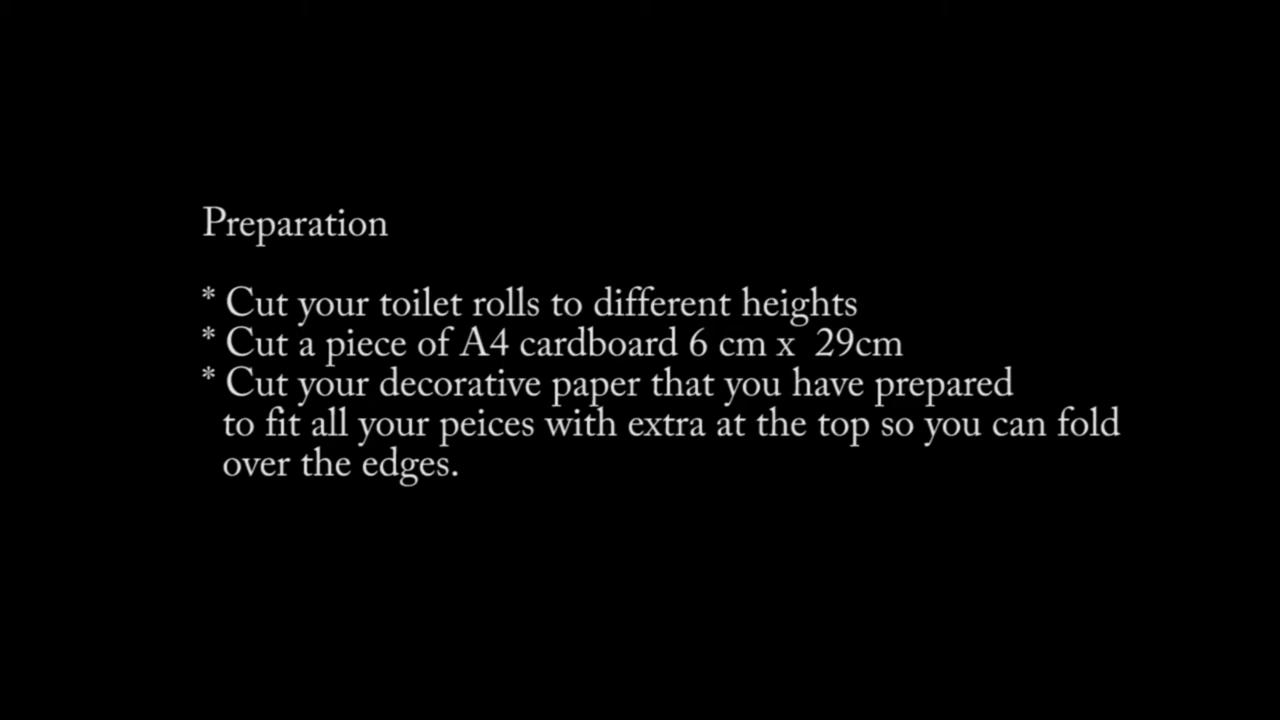 Preparation
* Cut your toilet rolls to different heights
* Cut a piece of A4 cardboard 6 cm x  29cm
* Cut your decorative paper that you have prepared
to fit all your peices with extra at the top so you can fold
over the edges.